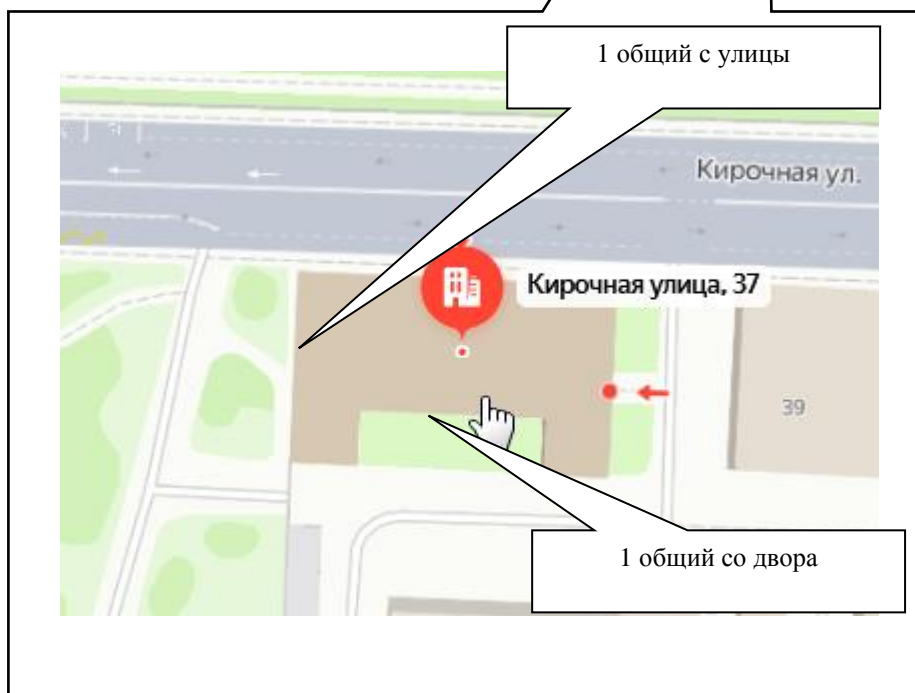 1 общий с улицы
Кирочная ул.
Кирочная улица, 37
39
1 общий со двора